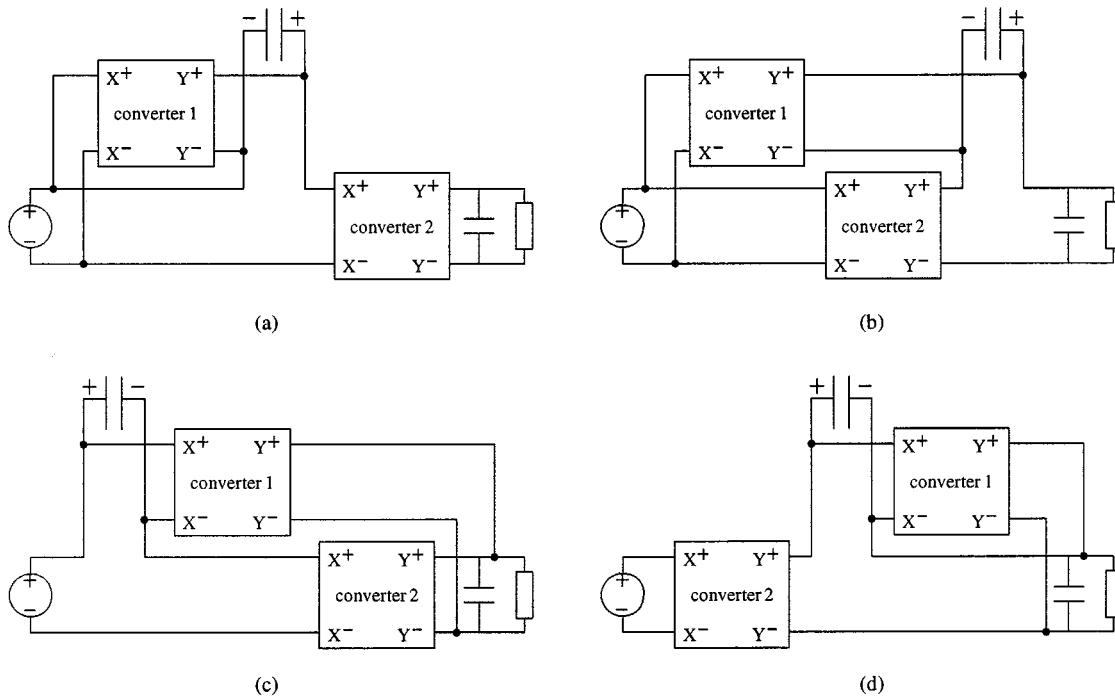 − +
X+ Y+
converter 1
X− Y−
+
−
X+ Y+
converter 2
X− Y−
(a)
− +
X+ Y+
converter 1
X− Y−
+
−
X+ Y+
converter 2
X− Y−
(b)
+ −
X+ Y+
converter 1
X− Y−
+
−
X+ Y+
converter 2
X− Y−
(c)
+ −
X+ Y+
converter 1
X− Y−
+
−
X+ Y+
converter 2
X− Y−
(d)